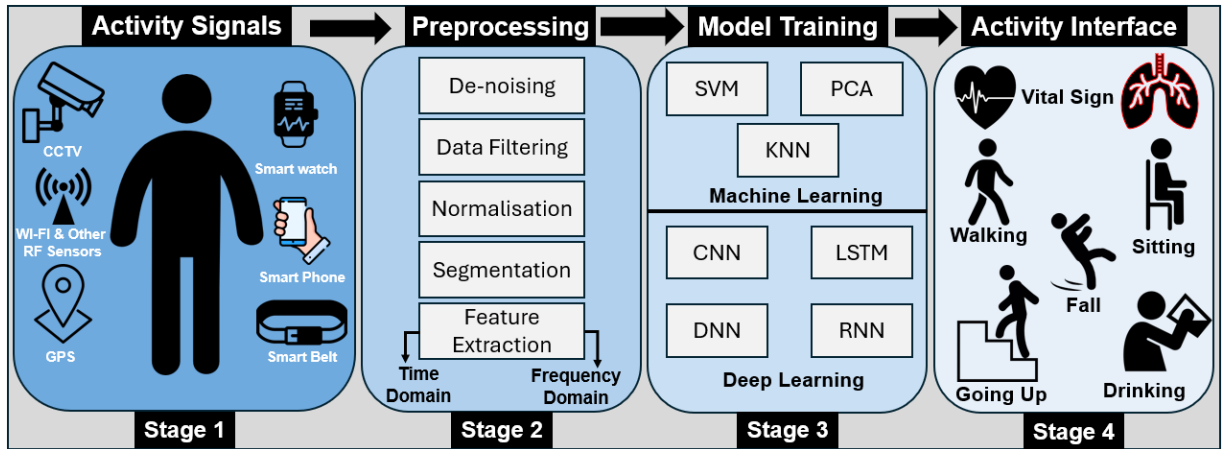 Activity Signals
Preprocessing
Model Training
Activity Interface
CCTV
WI-FI & Other
RF Sensors
GPS
Smart watch
Smart Phone
Smart Belt
Stage 1
De-noising
Data Filtering
Normalisation
Segmentation
Feature
Extraction
Time
Domain
Frequency
Domain
Stage 2
SVM
PCA
KNN
Machine Learning
CNN
LSTM
DNN
RNN
Deep Learning
Stage 3
Vital Sign
Walking
Sitting
Fall
Going Up
Drinking
Stage 4